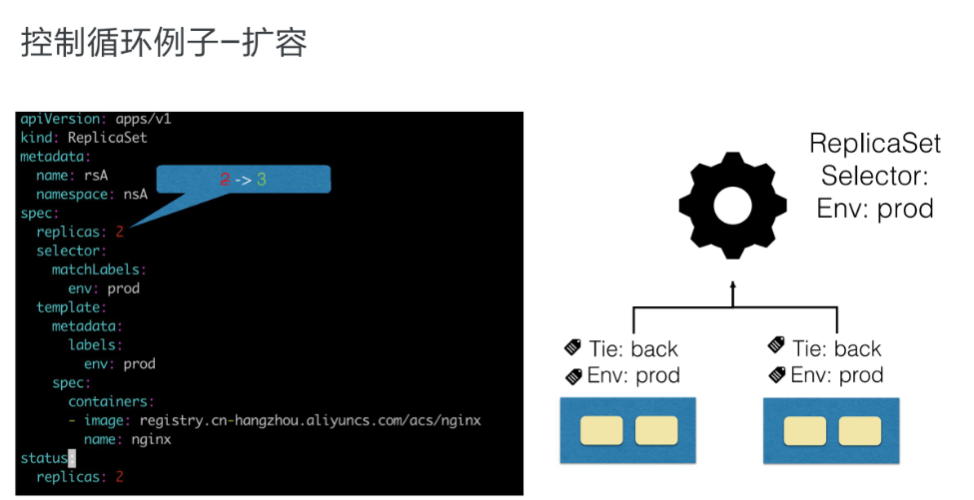 控制循环例子-扩容
apiVersion: apps/v1
kind: ReplicaSet
metadata:
  name: rsA
  namespace: nsA
2 -> 3
spec:
  replicas: 2
  selector:
    matchLabels:
      env: prod
  template:
    metadata:
      labels:
        env: prod
    spec:
      containers:
      - image: registry.cn-hangzhou.aliyuncs.com/acs/nginx
        name: nginx
status:
  replicas: 2
ReplicaSet
Selector:
Env: prod
Tie: back
Env: prod
Tie: back
Env: prod